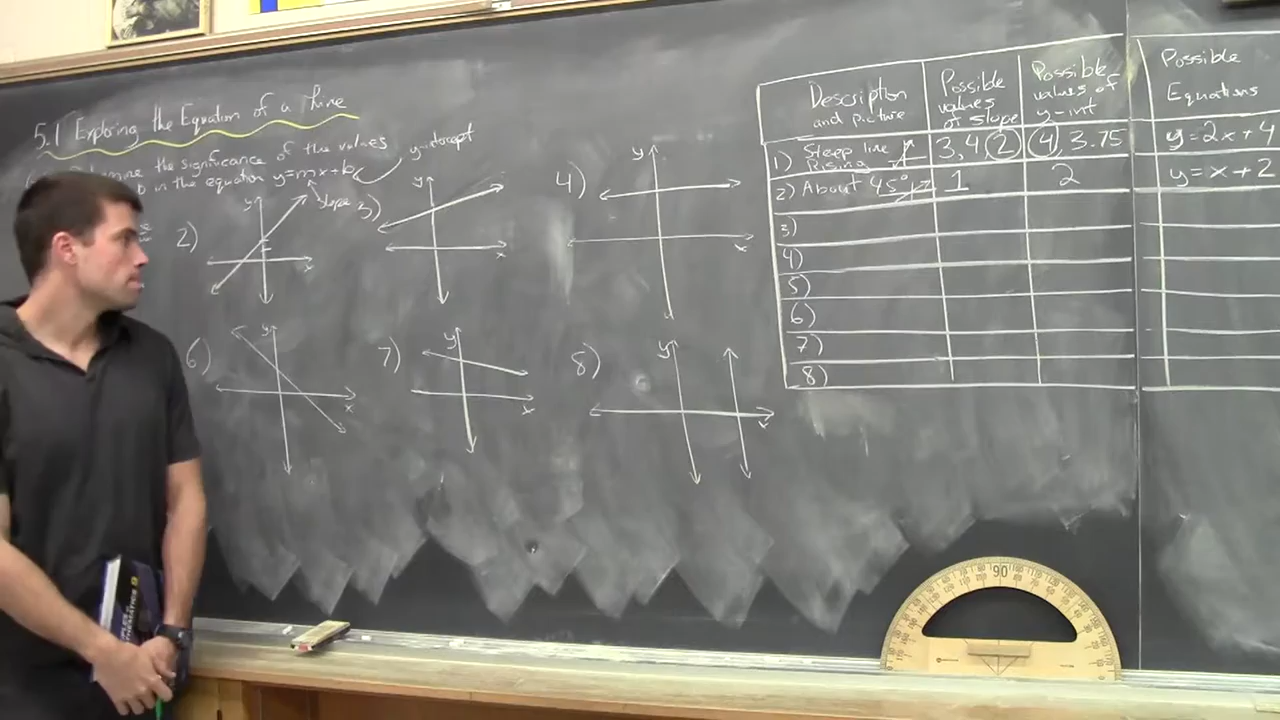 5.1 Exploring the Equation of a Line
the significance of the values
b in the equation y=mx+b
y-intercept
slope
2)
y
x
3)
y
x
4)
y
x
6)
y
x
7)
y
x
8)
y
x
Description and picture
Possible values of slope
Possible values of y-int
Possible Equations
1) Steep line Rising 3, 4, 2 4, 3.75 y=2x+4
2) About 45° 1 2 y=x+2
3)
4)
5)
6)
7)
8)
90